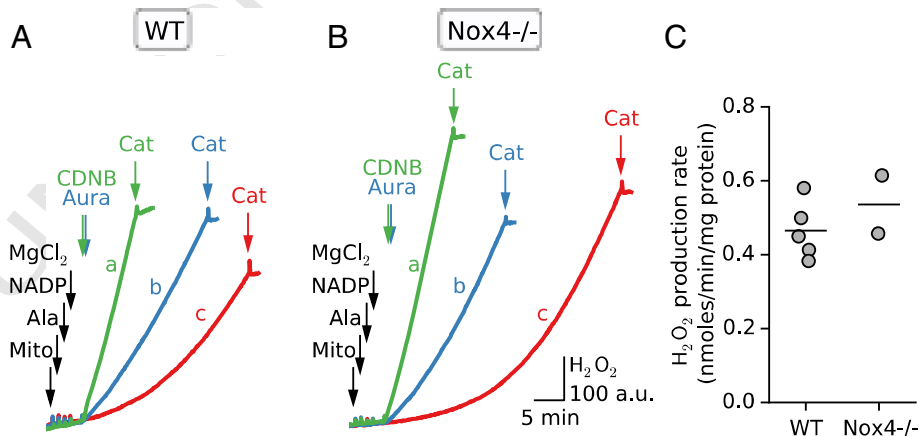 A
WT
B
Nox4-/-
C
Cat
Cat
Cat
CDNB
Aura
MgCl₂
NADP
Ala
Mito
a
b
c
Cat
Cat
Cat
CDNB
Aura
MgCl₂
NADP
Ala
Mito
a
b
c
H₂O₂
100 a.u.
5 min
H₂O₂ production rate
(nmoles/min/mg protein)
0.8
0.6
0.4
0.2
0.0
WT
Nox4-/-